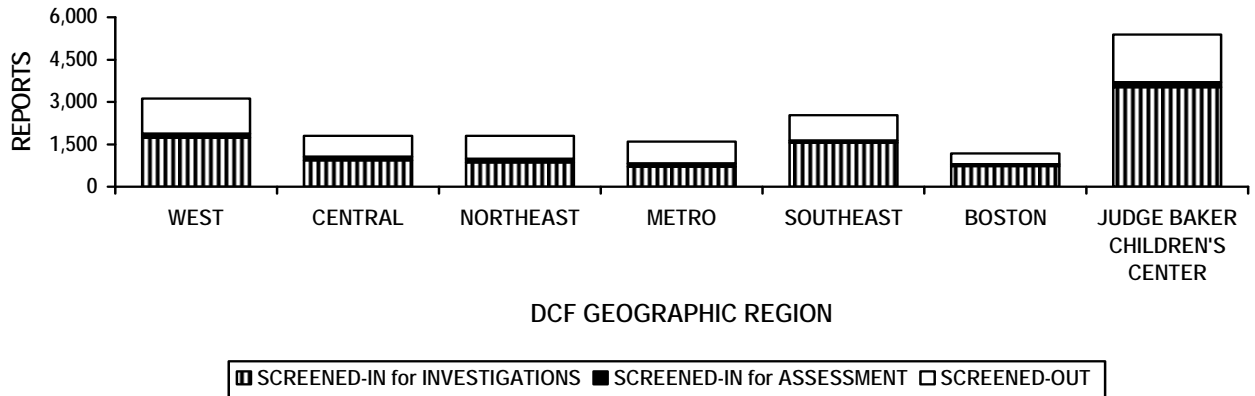 6,000
4,500
3,000
1,500
0
REPORTS
WEST
CENTRAL
NORTHEAST
METRO
SOUTHEAST
BOSTON
JUDGE BAKER
CHILDREN'S
CENTER
DCF GEOGRAPHIC REGION
SCREENED-IN for INVESTIGATIONS
SCREENED-IN for ASSESSMENT
SCREENED-OUT